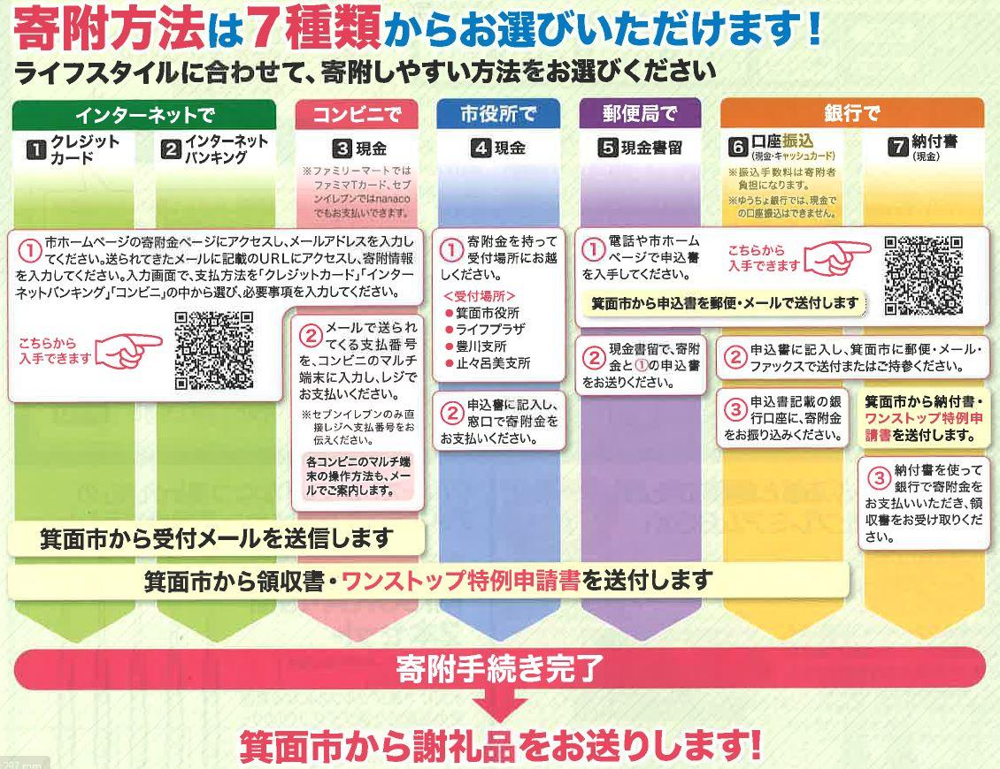 寄附方法は7種類からお選びいただけます!
ライフスタイルに合わせて、寄附しやすい方法をお選びください
インターネットで
1 クレジット
カード
2 インターネット
バンキング
コンビニで
3 現金
※ファミリーマートでは
ファミマTカード、セブ
ンイレブンではnanaco
でもお支払いできます。
市役所で
4 現金
郵便局で
5 現金書留
銀行で
6 口座振込
(現金・キャッシュカード)
※振込手数料は寄附者
負担になります。
※ゆうちょ銀行では、現金で
の口座振込はできません。
7 納付書
(現金)
① 市ホームページの寄附金ページにアクセスし、メールアドレスを入力し
てください。送られてきたメールに記載のURLにアクセスし、寄附情報
を入力してください。入力画面で、支払方法を「クレジットカード」「インター
ネットバンキング」「コンビニ」の中から選び、必要事項を入力してください。
こちらから
入手できます
② メールで送られ
てくる支払番号
を、コンビニのマルチ
端末に入力し、レジで
お支払いください。
※セブンイレブンのみ直
接レジへ支払番号をお
伝えください。
各コンビニのマルチ端
末の操作方法も、メー
ルでご案内します。
① 寄附金を持って
受付場所にお越
しください。
<受付場所>
●箕面市役所
●ライフプラザ
●豊川支所
●止々呂美支所
② 申込書に記入し、
窓口で寄附金を
お支払いください。
① 電話や市ホーム
ページで申込書
を入手してください。
こちらから
入手できます
箕面市から申込書を郵便・メールで送付します
② 現金書留で、寄附
金と①の申込書
をお送りください。
② 申込書に記入し、箕面市に郵便・メール・
ファックスで送付またはご持参ください。
③ 申込書記載の銀
行口座に、寄附金
をお振り込みください。
箕面市から納付書・
ワンストップ特例申
請書を送付します。
③ 納付書を使って
銀行で寄附金を
お支払いいただき、領
収書をお受け取りくだ
さい。
箕面市から受付メールを送信します
箕面市から領収書・ワンストップ特例申請書を送付します
寄附手続き完了
箕面市から謝礼品をお送りします!
297 mm